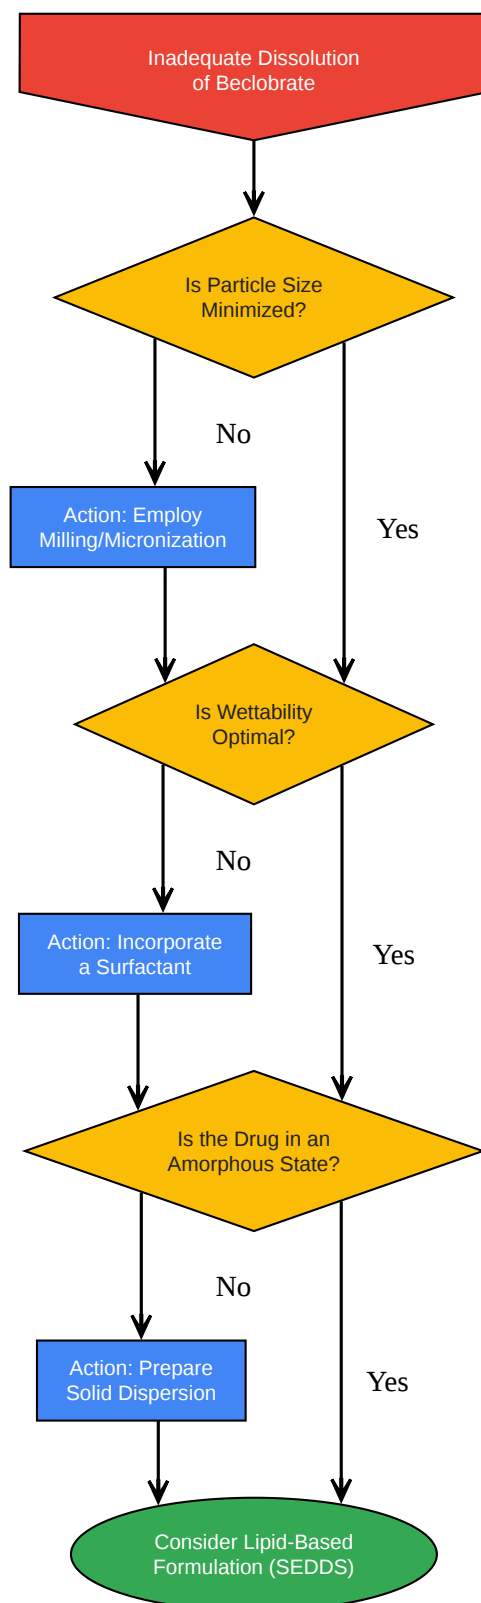 Inadequate Dissolution
of Beclobrate
Is Particle Size
Minimized?
No
Action: Employ
Milling/Micronization
Yes
Is Wettability
Optimal?
No
Action: Incorporate
a Surfactant
Yes
Is the Drug in an
Amorphous State?
No
Action: Prepare
Solid Dispersion
Yes
Consider Lipid-Based
Formulation (SEDDS)